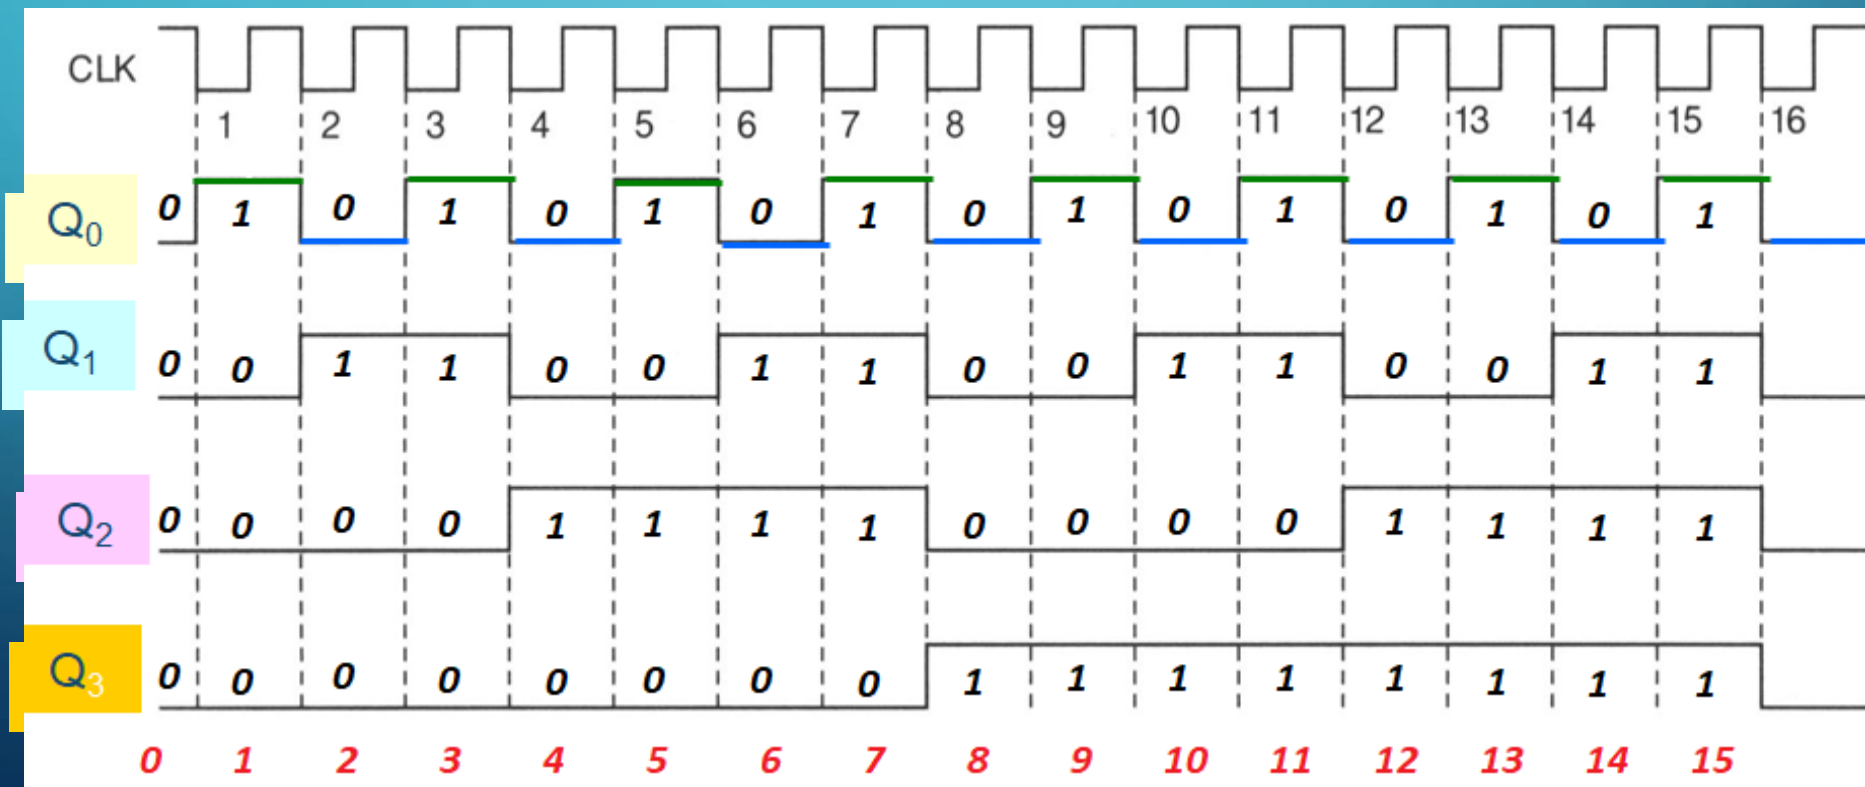 CLK
1 2 3 4 5 6 7 8 9 10 11 12 13 14 15 16
Q0 0 1 0 1 0 1 0 1 0 1 0 1 0 1 0 1
Q1 0 0 1 1 0 0 1 1 0 0 1 1 0 0 1 1
Q2 0 0 0 0 1 1 1 1 0 0 0 0 1 1 1 1
Q3 0 0 0 0 0 0 0 0 1 1 1 1 1 1 1 1
0 1 2 3 4 5 6 7 8 9 10 11 12 13 14 15